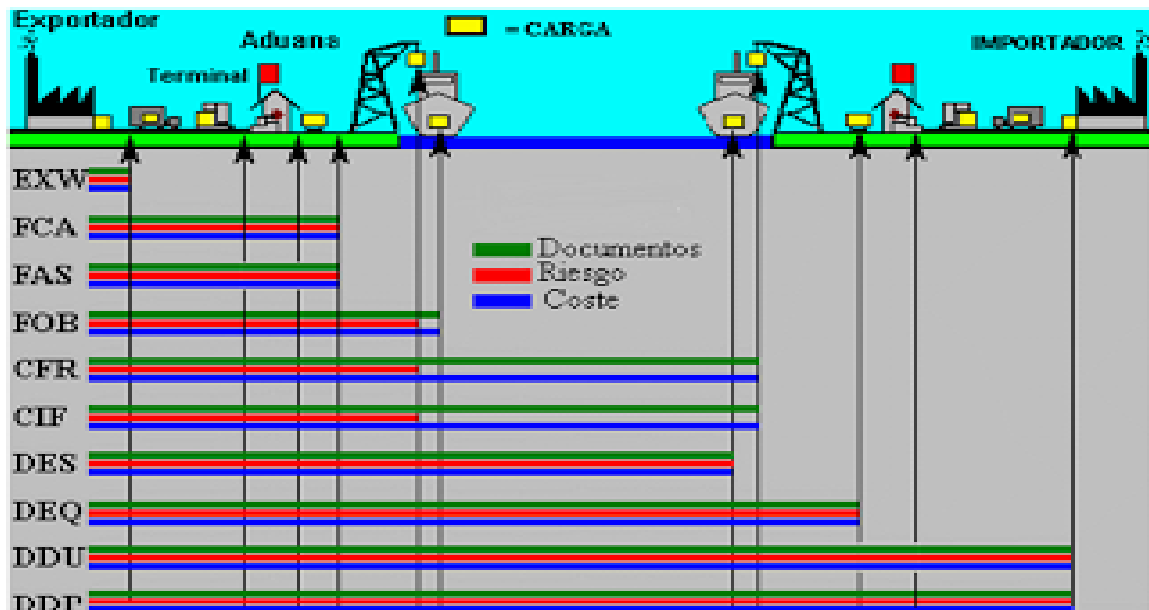 Exportador
Aduana
= CARGA
IMPORTADOR
Terminal
EXW
FCA
FAS
FOB
CFR
CIF
DES
DEQ
DDU
Documentos
Riesgo
Coste